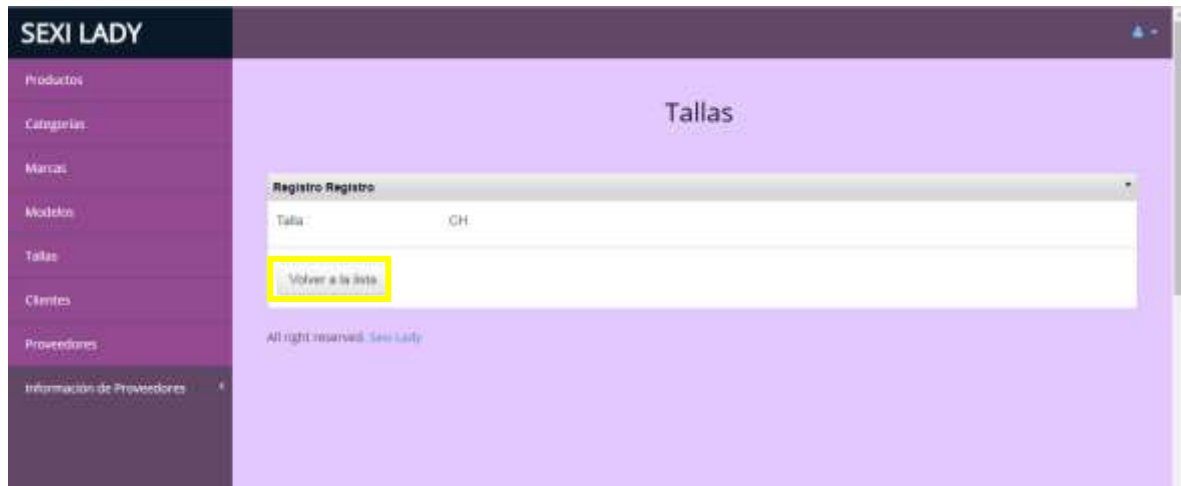 SEXI LADY
Productos
Categorías
Marcas
Modelos
Tallas
Clientes
Proveedores
Información de Proveedores
Tallas
Registro Registro
Talla : CH
Volver a la lista
All right reserved. Sexi Lady